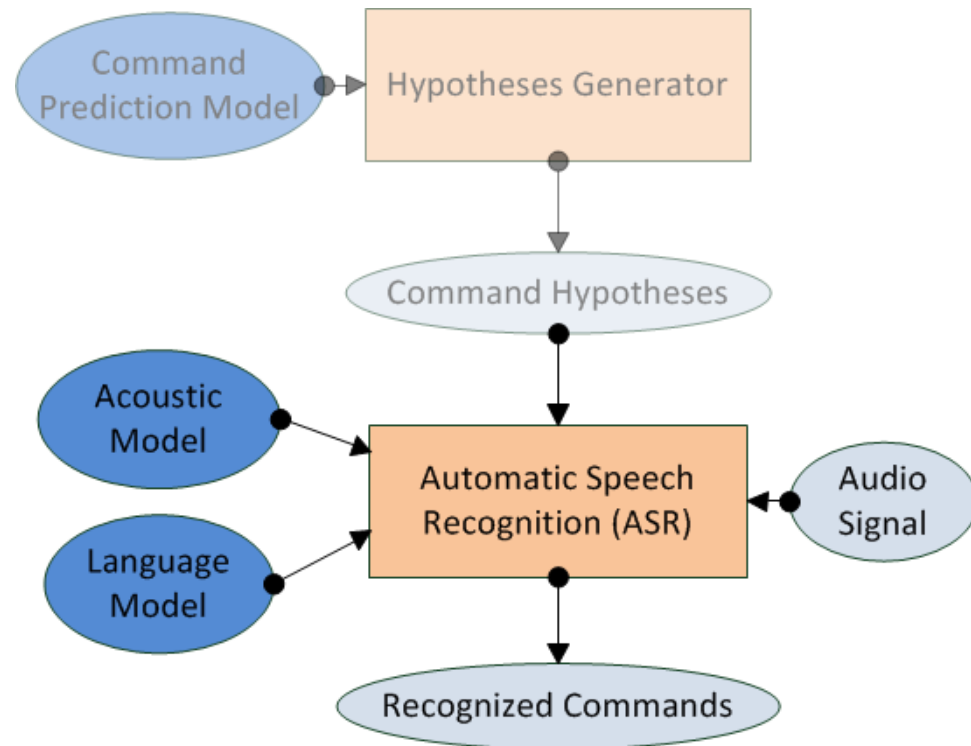 Command
Prediction Model
Hypotheses Generator
Command Hypotheses
Acoustic
Model
Automatic Speech
Recognition (ASR)
Audio
Signal
Language
Model
Recognized Commands